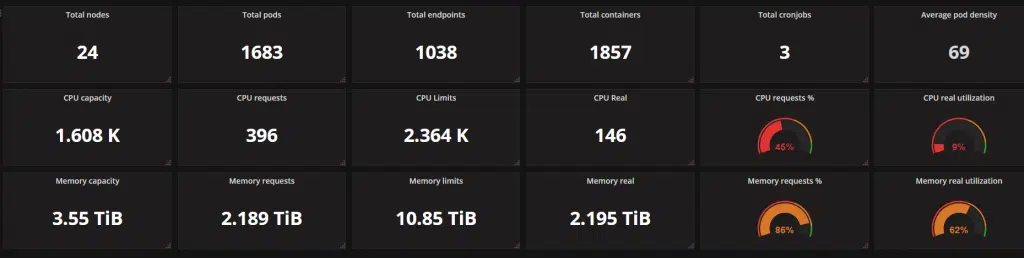 Total nodes
Total pods
Total endpoints
Total containers
Total cronjobs
Average pod density
24
1683
1038
1857
3
69
CPU capacity
CPU requests
CPU Limits
CPU Real
CPU requests %
CPU real utilization
1.608 K
396
2.364 K
146
45%
9%
Memory capacity
Memory requests
Memory limits
Memory real
Memory requests %
Memory real utilization
3.55 TiB
2.189 TiB
10.85 TiB
2.195 TiB
86%
62%